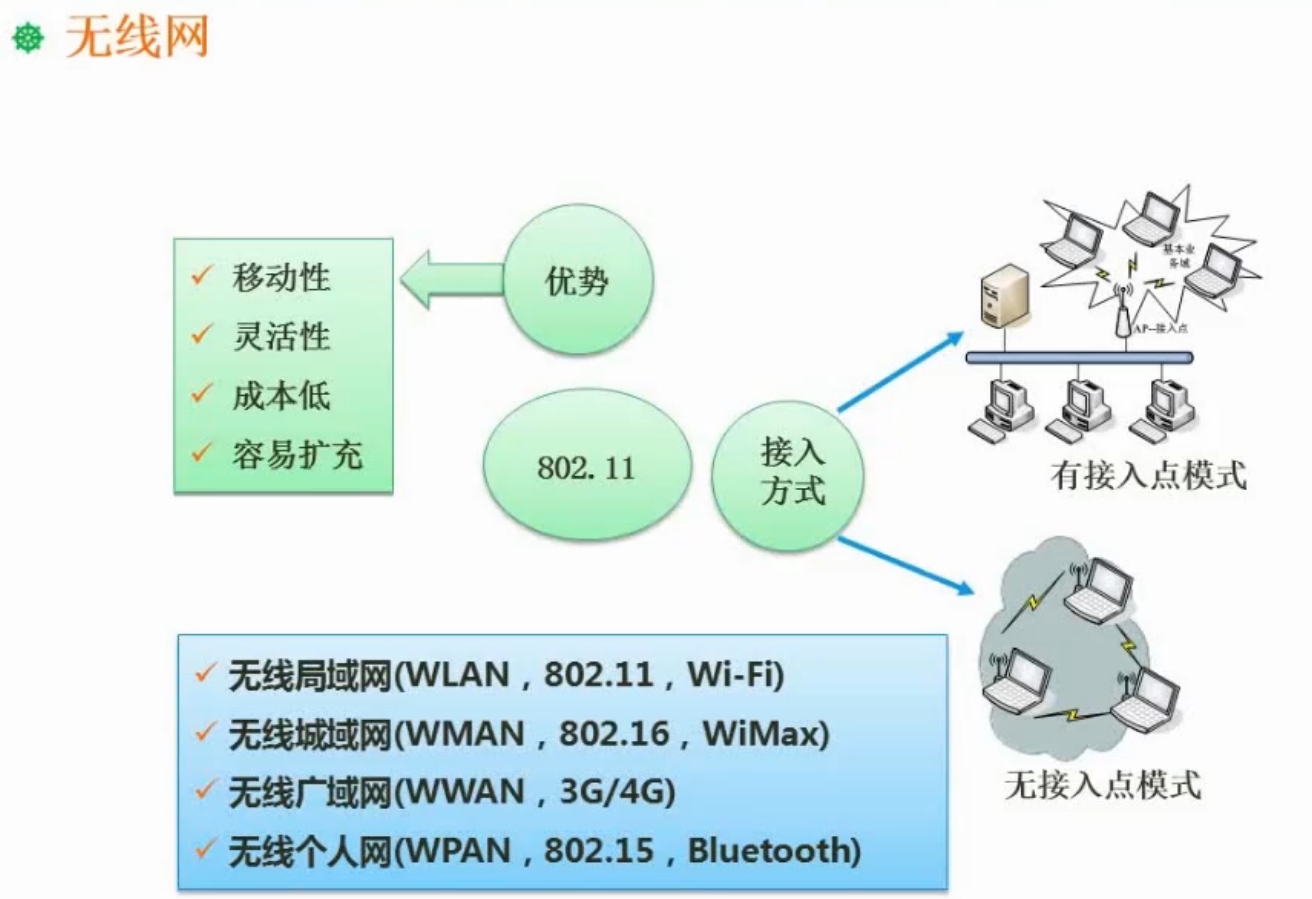 无线网
移动性
灵活性
成本低
容易扩充
优势
802.11
接入
方式
基本业
务域
AP--接入点
有接入点模式
无接入点模式
无线局域网(WLAN，802.11，Wi-Fi)
无线城域网(WMAN，802.16，WiMax)
无线广域网(WWAN，3G/4G)
无线个人网(WPAN，802.15，Bluetooth)